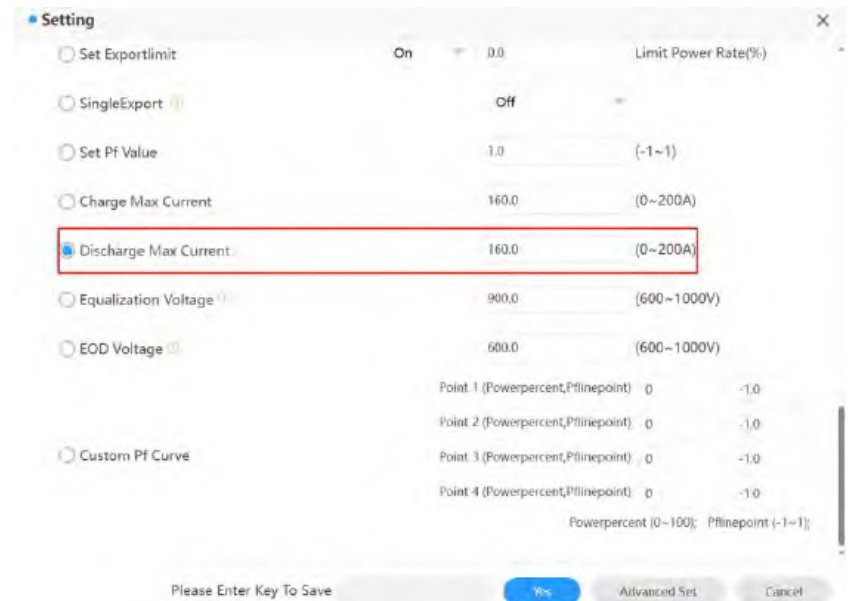 Setting
Set Exportlimit On 0.0 Limit Power Rate(%)
SingleExport Off
Set Pf Value 1.0 (-1~1)
Charge Max Current 160.0 (0~200A)
Discharge Max Current 160.0 (0~200A)
Equalization Voltage 900.0 (600~1000V)
EOD Voltage 600.0 (600~1000V)
Point 1 (Powerpercent,Pflinepoint) 0 -1.0
Point 2 (Powerpercent,Pflinepoint) 0 -1.0
Custom Pf Curve Point 3 (Powerpercent,Pflinepoint) 0 -1.0
Point 4 (Powerpercent,Pflinepoint) 0 -1.0
Powerpercent (0~100); Pflinepoint (-1~1);
Please Enter Key To Save Yes Advanced Set Cancel